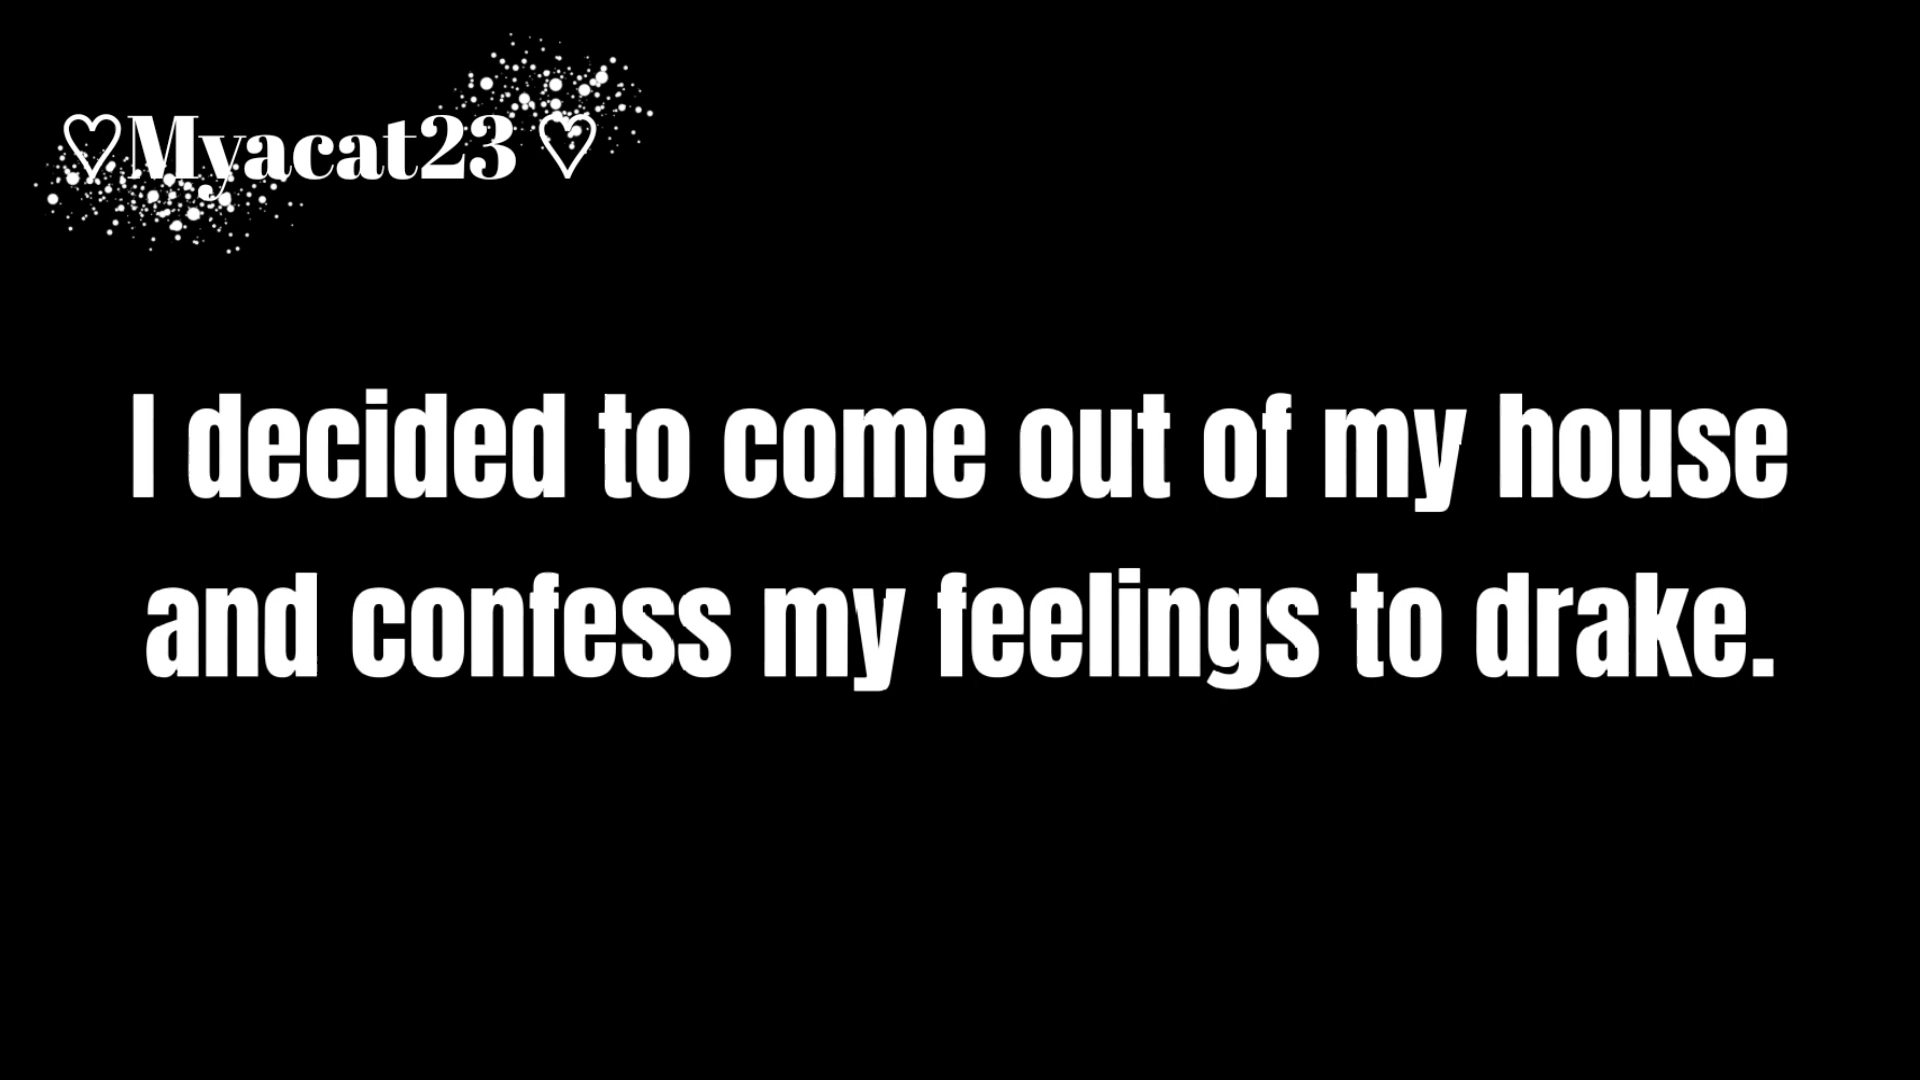 ♡Myacat23♡
I decided to come out of my house
and confess my feelings to drake.